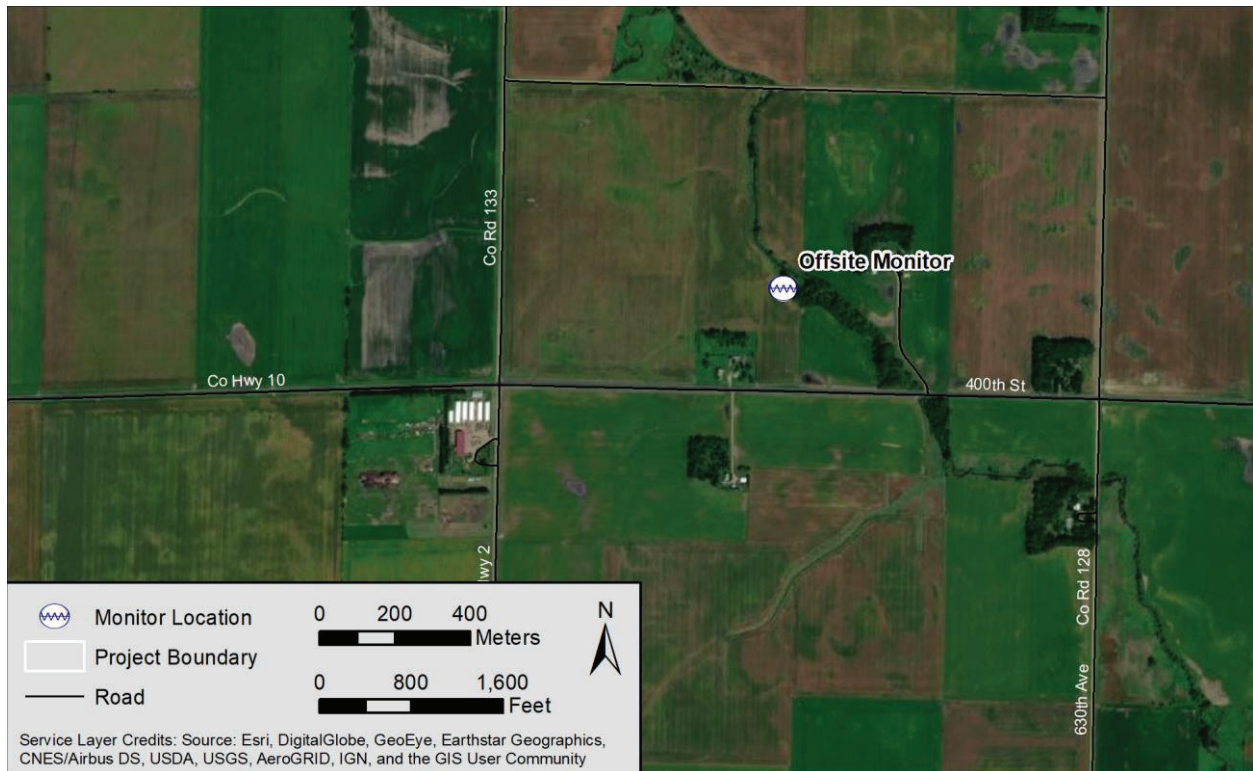 Co Rd 133
Offsite Monitor
Co Hwy 10
400th St
wy 2
Co Rd 128
630th Ave
Monitor Location
Project Boundary
Road
0 200 400
Meters
0 800 1,600
Feet
N
Service Layer Credits: Source: Esri, DigitalGlobe, GeoEye, Earthstar Geographics,
CNES/Airbus DS, USDA, USGS, AeroGRID, IGN, and the GIS User Community